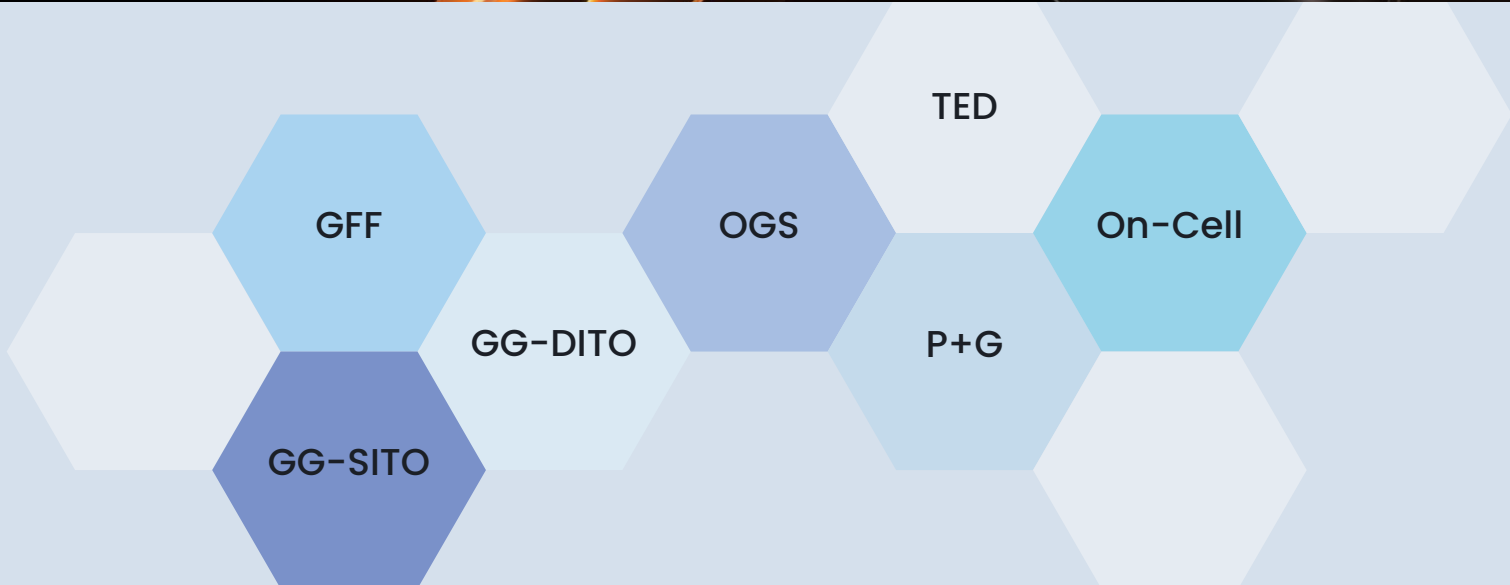 TED
GFF
OGS
On-Cell
GG-DITO
P+G
GG-SITO